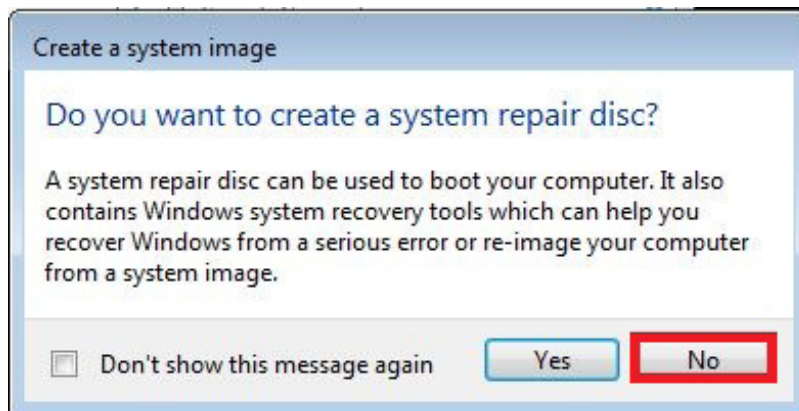 Create a system image
Do you want to create a system repair disc?
A system repair disc can be used to boot your computer. It also
contains Windows system recovery tools which can help you
recover Windows from a serious error or re-image your computer
from a system image.
Don't show this message again
Yes
No